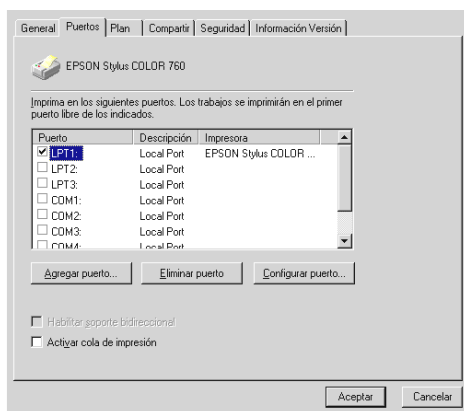 General Puertos Plan Compartir Seguridad Información Versión
EPSON Stylus COLOR 760
Imprima en los siguientes puertos. Los trabajos se imprimirán en el primer
puerto libre de los indicados.
Puerto Descripción Impresora
LPT1: Local Port EPSON Stylus COLOR ...
LPT2: Local Port
LPT3: Local Port
COM1: Local Port
COM2: Local Port
COM3: Local Port
COM4: Local Port
Agregar puerto... Eliminar puerto Configurar puerto...
Habilitar soporte bidireccional
Activar cola de impresión
Aceptar Cancelar